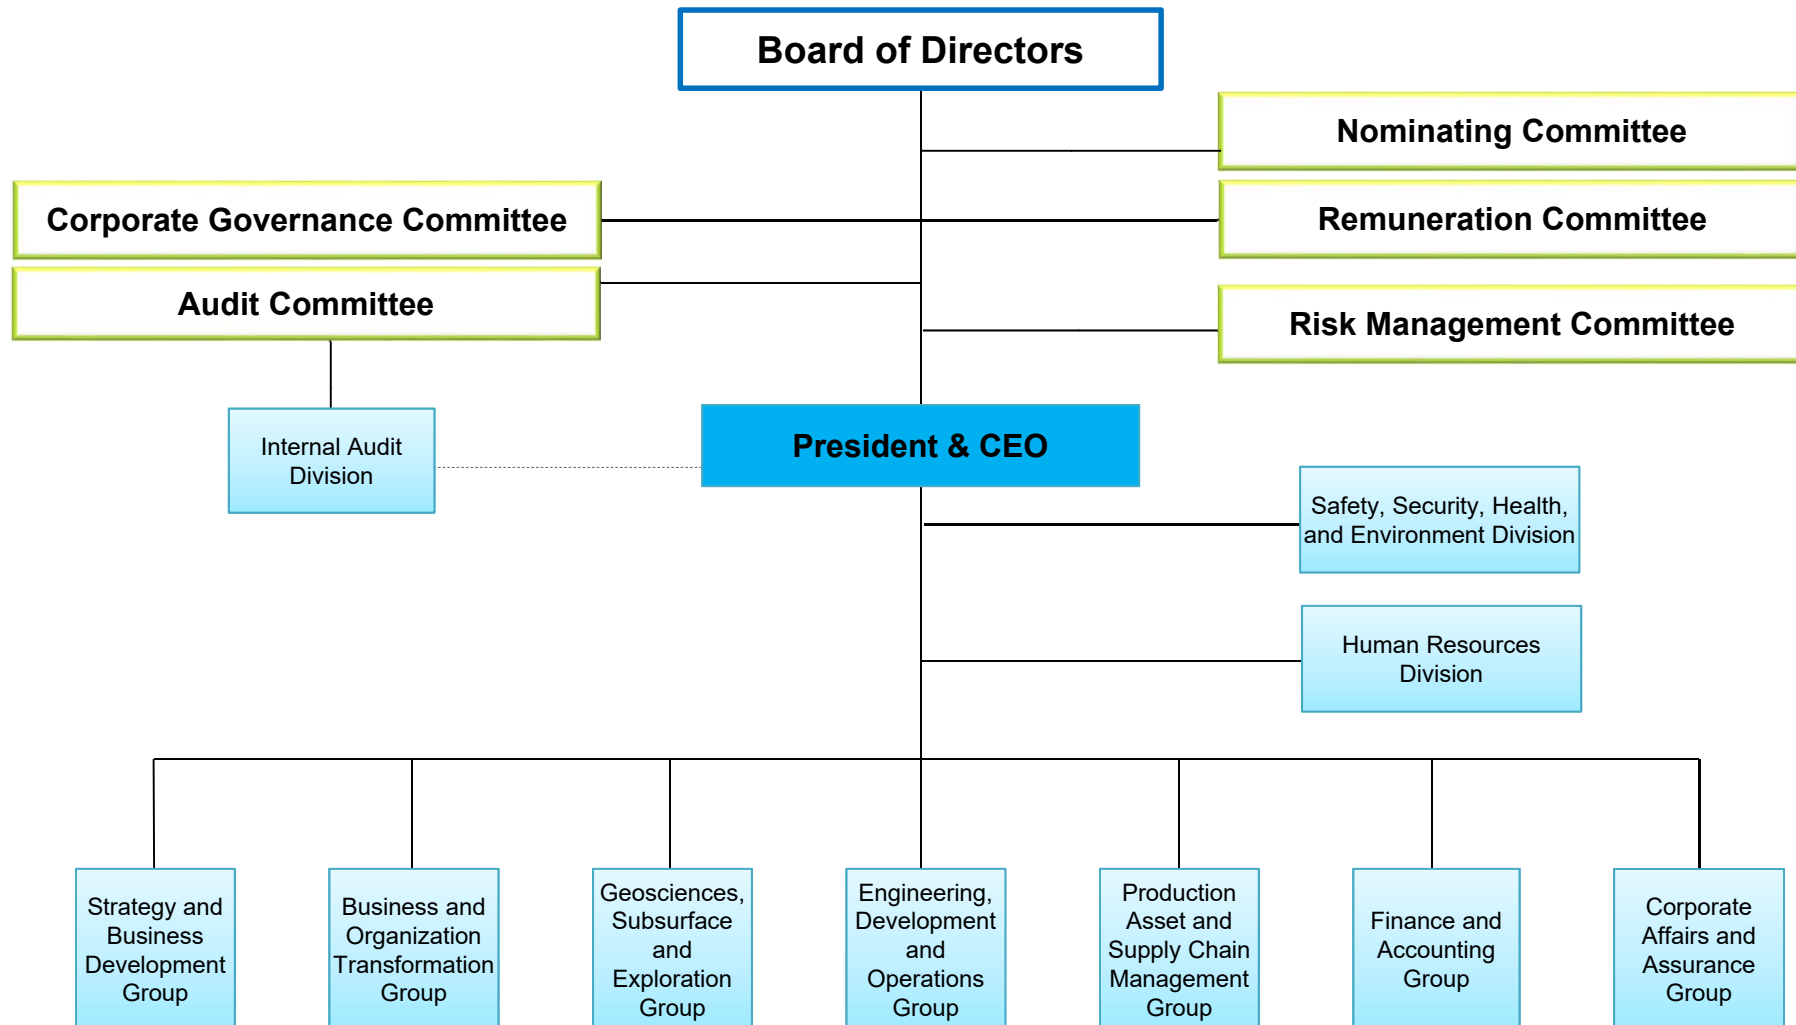 Board of Directors
Nominating Committee
Corporate Governance Committee
Remuneration Committee
Audit Committee
Risk Management Committee
Internal Audit
Division
President & CEO
Safety, Security, Health,
and Environment Division
Human Resources
Division
Strategy and
Business
Development
Group
Business and
Organization
Transformation
Group
Geosciences,
Subsurface
and
Exploration
Group
Engineering,
Development
and
Operations
Group
Production
Asset and
Supply Chain
Management
Group
Finance and
Accounting
Group
Corporate
Affairs and
Assurance
Group